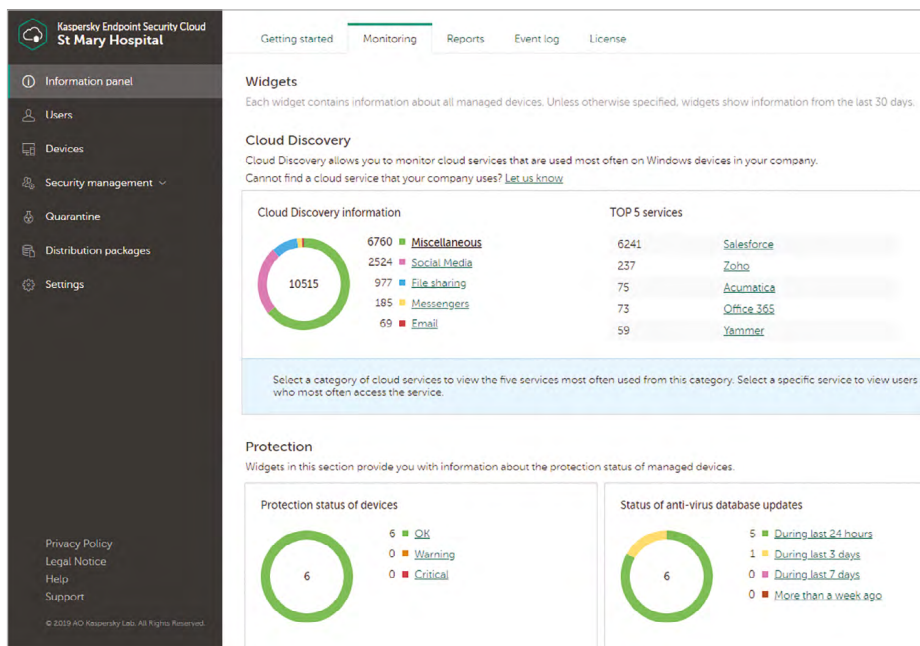 Kaspersky Endpoint Security Cloud
St Mary Hospital
Information panel
Users
Devices
Security management
Quarantine
Distribution packages
Settings
Privacy Policy
Legal Notice
Help
Support
© 2019 AO Kaspersky Lab. All Rights Reserved.
Getting started Monitoring Reports Event log License
Widgets
Each widget contains information about all managed devices. Unless otherwise specified, widgets show information from the last 30 days.
Cloud Discovery
Cloud Discovery allows you to monitor cloud services that are used most often on Windows devices in your company.
Cannot find a cloud service that your company uses? Let us know
Cloud Discovery information
10515
6760 Miscellaneous
2524 Social Media
977 File sharing
185 Messengers
69 Email
TOP 5 services
6241 Salesforce
237 Zoho
75 Acumatica
73 Office 365
59 Yammer
Select a category of cloud services to view the five services most often used from this category. Select a specific service to view users
who most often access the service.
Protection
Widgets in this section provide you with information about the protection status of managed devices.
Protection status of devices
6
6 OK
0 Warning
0 Critical
Status of anti-virus database updates
6
5 During last 24 hours
1 During last 3 days
0 During last 7 days
0 More than a week ago